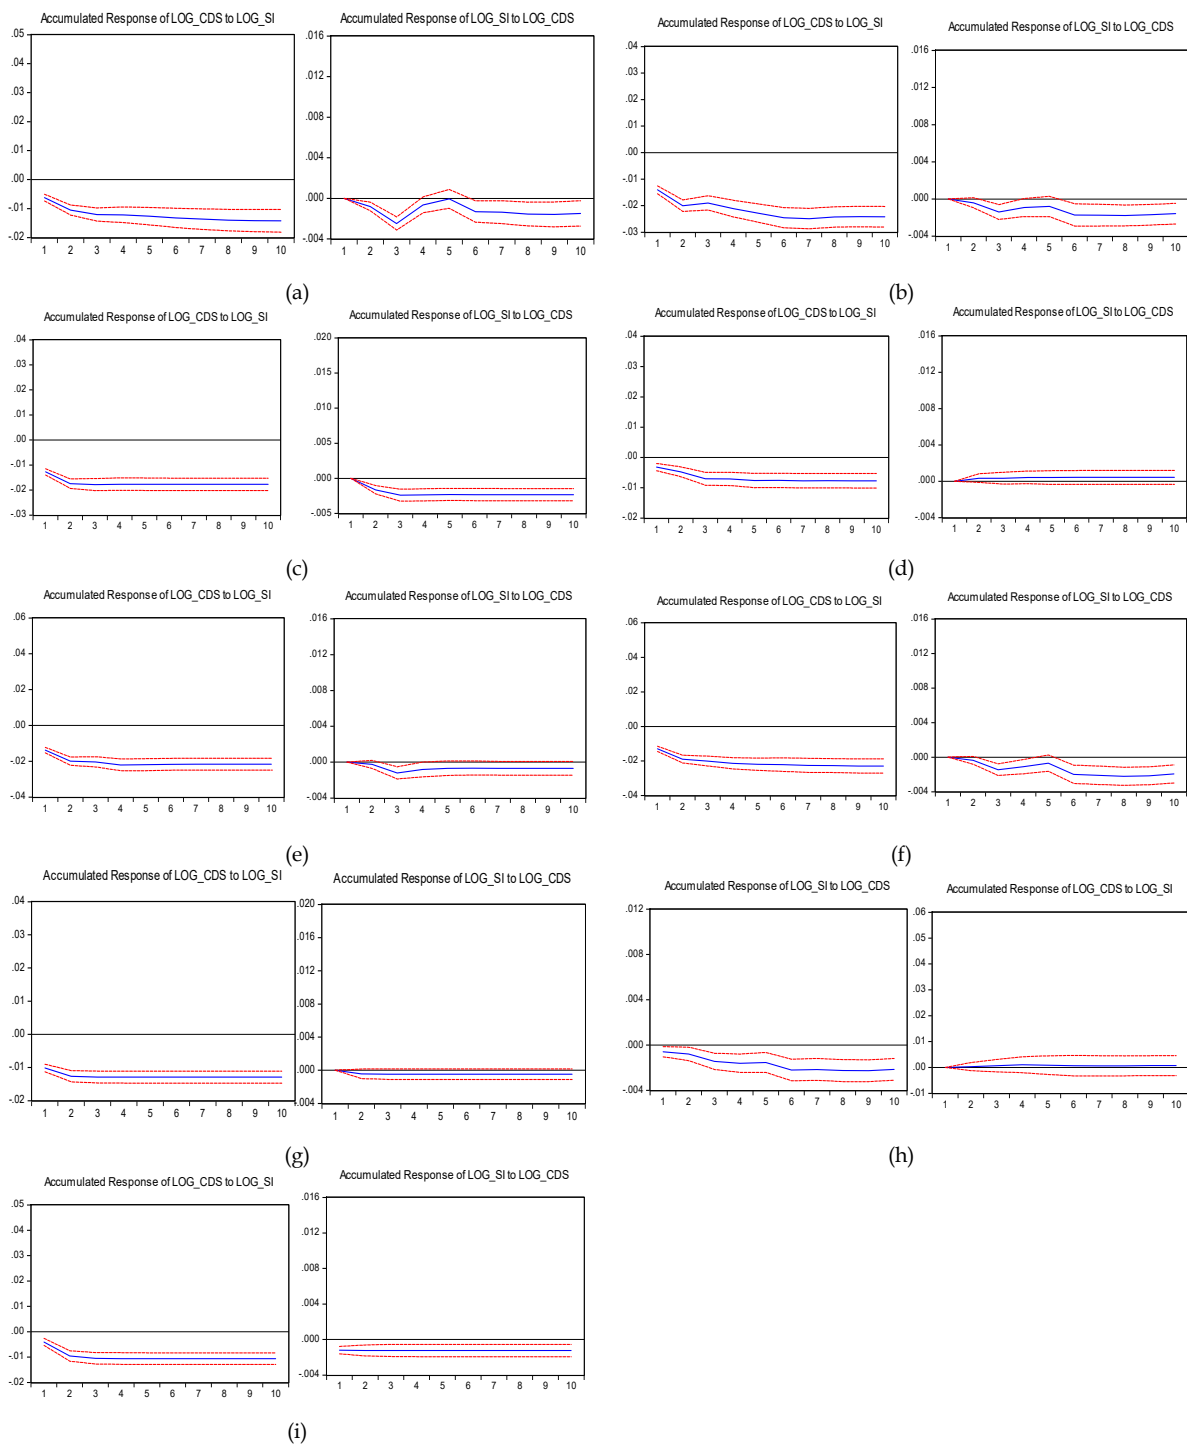 Accumulated Response of LOG_CDS to LOG_SI
.05
.04
.03
.02
.01
.00
-.01
-.02
1 2 3 4 5 6 7 8 9 10
Accumulated Response of LOG_SI to LOG_CDS
.016
.012
.008
.004
.000
-.004
1 2 3 4 5 6 7 8 9 10
(a)
Accumulated Response of LOG_CDS to LOG_SI
.04
.03
.02
.01
.00
-.01
-.02
-.03
1 2 3 4 5 6 7 8 9 10
Accumulated Response of LOG_SI to LOG_CDS
.016
.012
.008
.004
.000
-.004
1 2 3 4 5 6 7 8 9 10
(b)
Accumulated Response of LOG_CDS to LOG_SI
.04
.03
.02
.01
.00
-.01
-.02
-.03
1 2 3 4 5 6 7 8 9 10
Accumulated Response of LOG_SI to LOG_CDS
.020
.015
.010
.005
.000
-.005
1 2 3 4 5 6 7 8 9 10
(c)
Accumulated Response of LOG_CDS to LOG_SI
.04
.03
.02
.01
.00
-.01
-.02
1 2 3 4 5 6 7 8 9 10
Accumulated Response of LOG_SI to LOG_CDS
.016
.012
.008
.004
.000
-.004
1 2 3 4 5 6 7 8 9 10
(d)
Accumulated Response of LOG_CDS to LOG_SI
.06
.04
.02
.00
-.02
-.04
1 2 3 4 5 6 7 8 9 10
Accumulated Response of LOG_SI to LOG_CDS
.016
.012
.008
.004
.000
-.004
1 2 3 4 5 6 7 8 9 10
(e)
Accumulated Response of LOG_CDS to LOG_SI
.06
.04
.02
.00
-.02
-.04
1 2 3 4 5 6 7 8 9 10
Accumulated Response of LOG_SI to LOG_CDS
.016
.012
.008
.004
.000
-.004
1 2 3 4 5 6 7 8 9 10
(f)
Accumulated Response of LOG_CDS to LOG_SI
.04
.03
.02
.01
.00
-.01
-.02
1 2 3 4 5 6 7 8 9 10
Accumulated Response of LOG_SI to LOG_CDS
.020
.016
.012
.008
.004
.000
.004
1 2 3 4 5 6 7 8 9 10
(g)
Accumulated Response of LOG_SI to LOG_CDS
.012
.008
.004
.000
-.004
1 2 3 4 5 6 7 8 9 10
Accumulated Response of LOG_CDS to LOG_SI
.06
.05
.04
.03
.02
.01
.00
-.01
1 2 3 4 5 6 7 8 9 10
(h)
Accumulated Response of LOG_CDS to LOG_SI
.05
.04
.03
.02
.01
.00
-.01
-.02
1 2 3 4 5 6 7 8 9 10
Accumulated Response of LOG_SI to LOG_CDS
.016
.012
.008
.004
.000
-.004
1 2 3 4 5 6 7 8 9 10
(i)